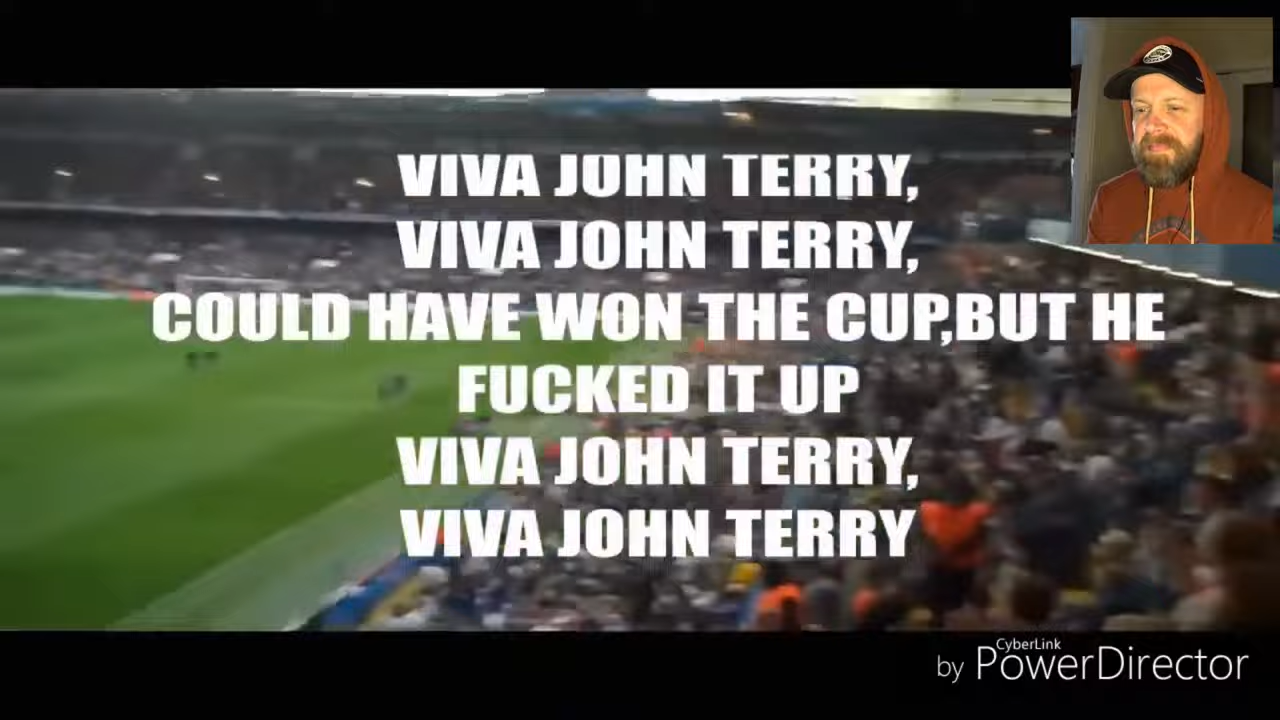 VIVA JOHN TERRY,
VIVA JOHN TERRY,
COULD HAVE WON THE CUP,BUT HE
FUCKED IT UP
VIVA JOHN TERRY,
VIVA JOHN TERRY
CyberLink
by PowerDirector